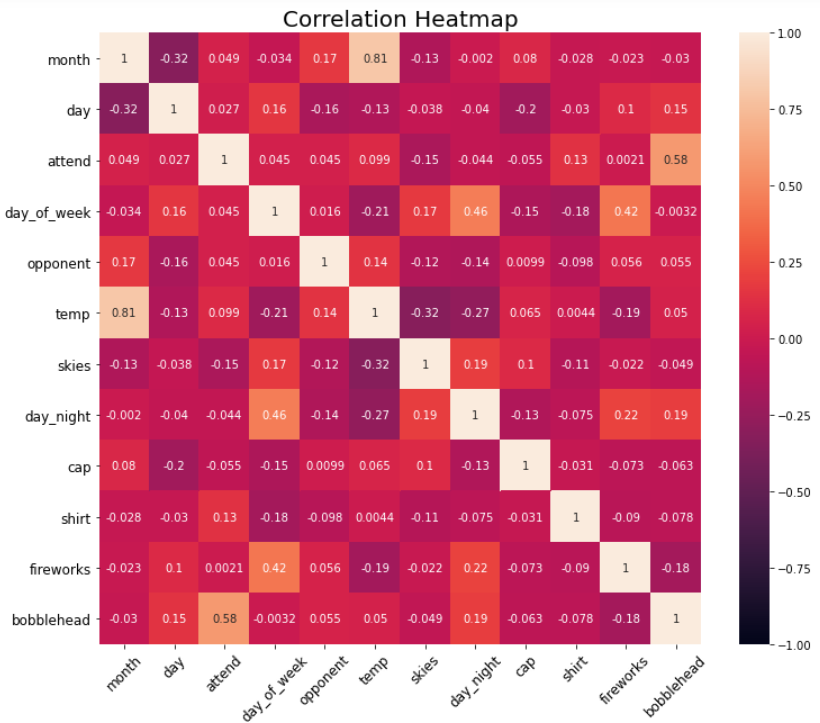 Correlation Heatmap
month 1 -0.32 0.049 -0.034 0.17 0.81 -0.13 -0.002 0.08 -0.028 -0.023 -0.03
day -0.32 1 0.027 0.16 -0.16 -0.13 -0.038 -0.04 -0.2 -0.03 0.1 0.15
attend 0.049 0.027 1 0.045 0.045 0.099 -0.15 -0.044 -0.055 0.13 0.0021 0.58
day_of_week -0.034 0.16 0.045 1 0.016 -0.21 0.17 0.46 -0.15 -0.18 0.42 -0.0032
opponent 0.17 -0.16 0.045 0.016 1 0.14 -0.12 -0.14 0.0099 -0.098 0.056 0.055
temp 0.81 -0.13 0.099 -0.21 0.14 1 -0.32 -0.27 0.065 0.0044 -0.19 0.05
skies -0.13 -0.038 -0.15 0.17 -0.12 -0.32 1 0.19 0.1 -0.11 -0.022 -0.049
day_night -0.002 -0.04 -0.044 0.46 -0.14 -0.27 0.19 1 -0.13 -0.075 0.22 0.19
cap 0.08 -0.2 -0.055 -0.15 0.0099 0.065 0.1 -0.13 1 -0.031 -0.073 -0.063
shirt -0.028 -0.03 0.13 -0.18 -0.098 0.0044 -0.11 -0.075 -0.031 1 -0.09 -0.078
fireworks -0.023 0.1 0.0021 0.42 0.056 -0.19 -0.022 0.22 -0.073 -0.09 1 -0.18
bobblehead -0.03 0.15 0.58 -0.0032 0.055 0.05 -0.049 0.19 -0.063 -0.078 -0.18 1
month day attend day_of_week opponent temp skies day_night cap shirt fireworks bobblehead
1.00
0.75
0.50
0.25
0.00
−0.25
−0.50
−0.75
−1.00